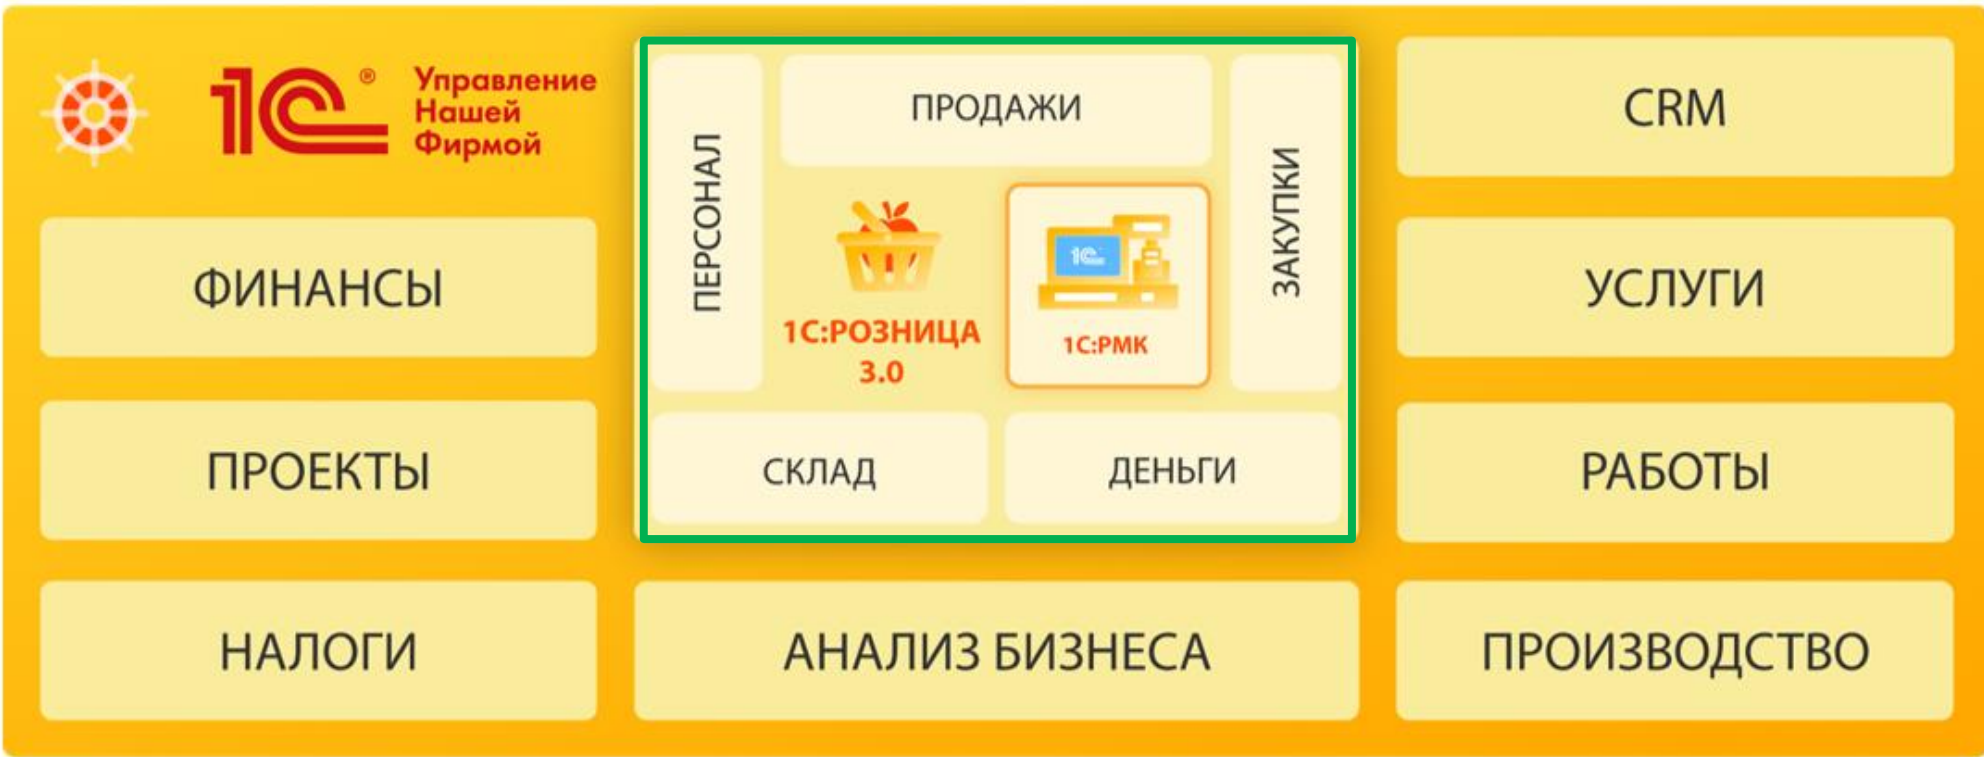 1С® Управление
Нашей
Фирмой
ФИНАНСЫ
ПРОЕКТЫ
НАЛОГИ
ПЕРСОНАЛ
ПРОДАЖИ
ЗАКУПКИ
1С:РОЗНИЦА
3.0
1С
1С:РМК
СКЛАД
ДЕНЬГИ
АНАЛИЗ БИЗНЕСА
CRM
УСЛУГИ
РАБОТЫ
ПРОИЗВОДСТВО